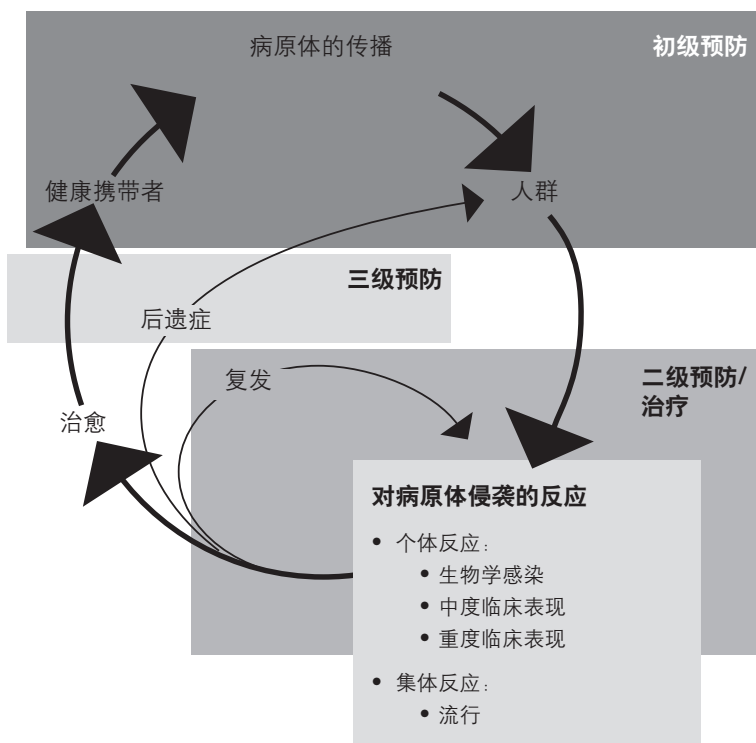 病原体的传播
初级预防
健康携带者
人群
三级预防
后遗症
复发
二级预防/
治疗
治愈
对病原体侵袭的反应
• 个体反应：
• 生物学感染
• 中度临床表现
• 重度临床表现
• 集体反应：
• 流行